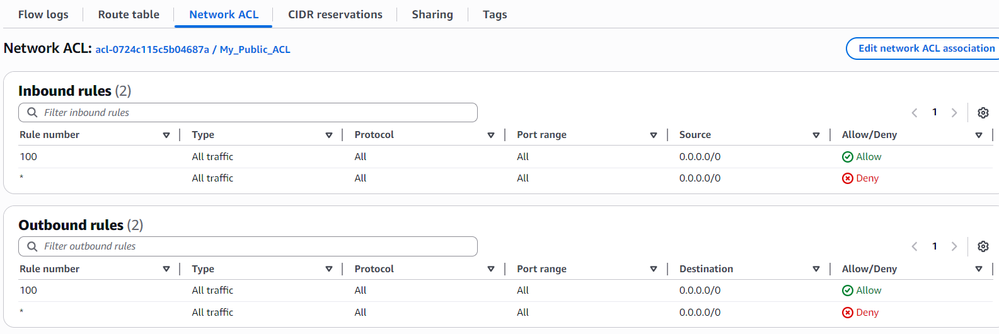 Flow logs Route table Network ACL CIDR reservations Sharing Tags
Network ACL: acl-0724c115c5b04687a / My_Public_ACL
Edit network ACL association
Inbound rules (2)
Filter inbound rules
1
Rule number Type Protocol Port range Source Allow/Deny
100 All traffic All All 0.0.0.0/0 Allow
* All traffic All All 0.0.0.0/0 Deny
Outbound rules (2)
Filter outbound rules
1
Rule number Type Protocol Port range Destination Allow/Deny
100 All traffic All All 0.0.0.0/0 Allow
* All traffic All All 0.0.0.0/0 Deny